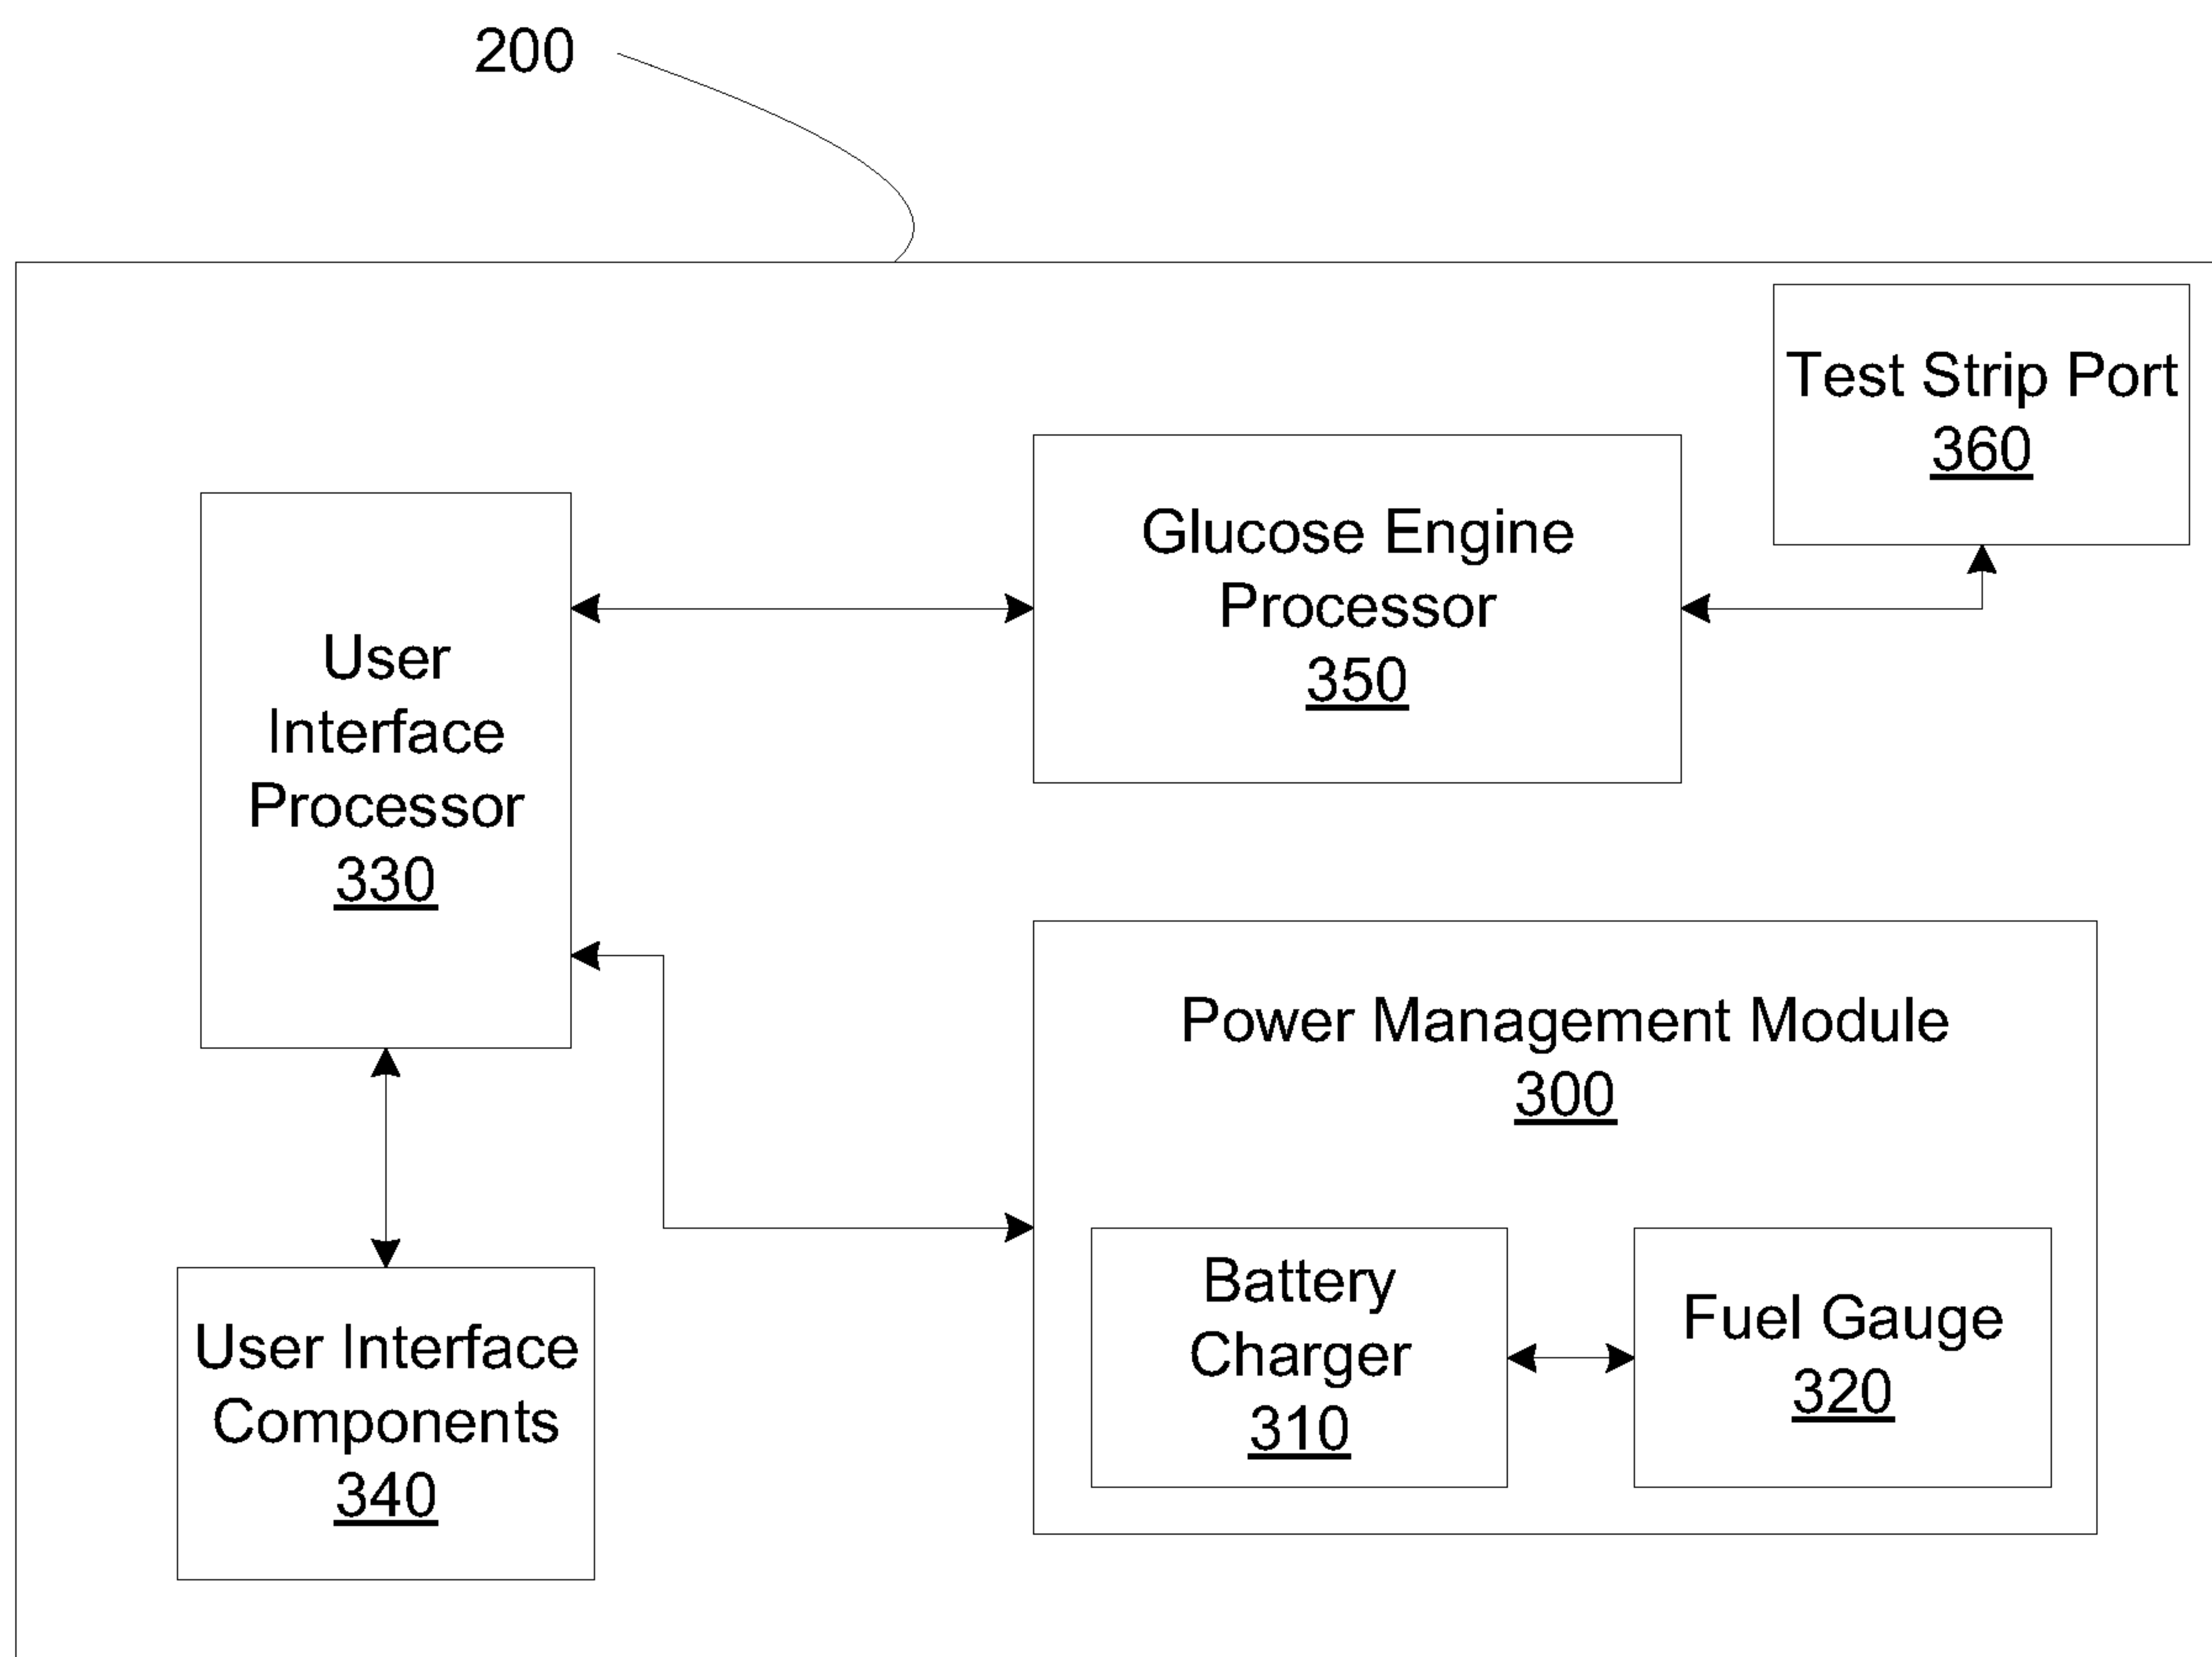 200
Test Strip Port
360
Glucose Engine
Processor
350
User
Interface
Processor
330
Power Management Module
300
Battery
Charger
310
Fuel Gauge
320
User Interface
Components
340